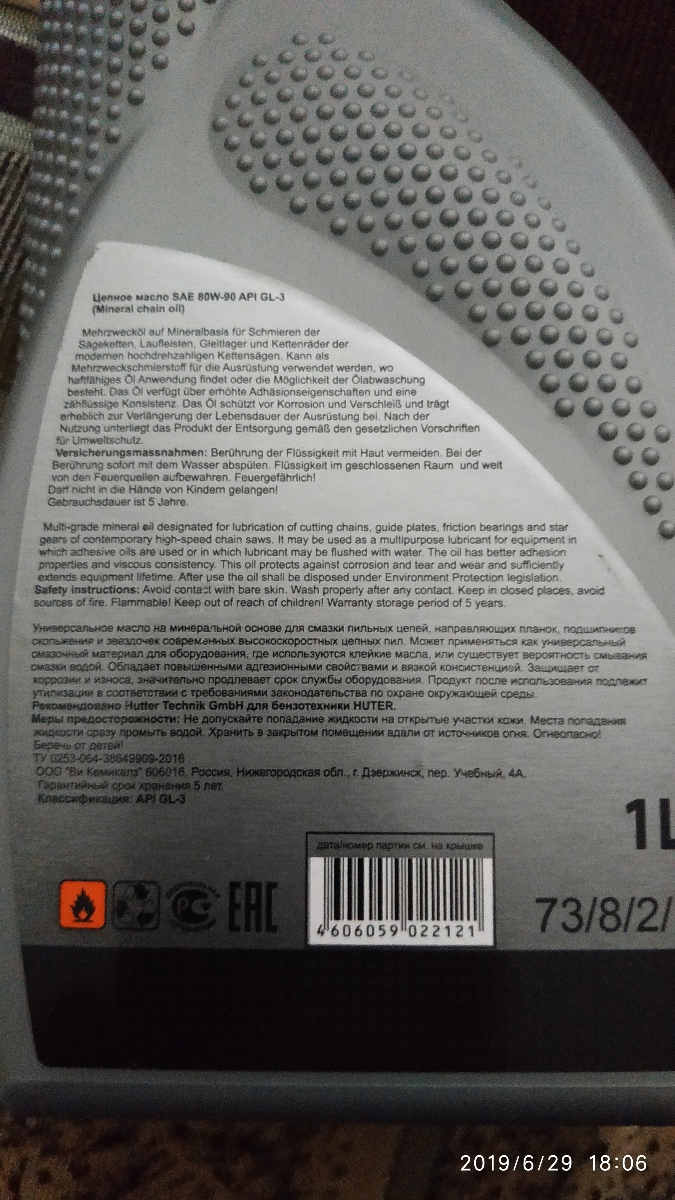 Цепное масло SAE 80W-90 API GL-3
(Mineral chain oil)
Mehrzwecköl auf Mineralbasis für Schmieren der
Sägeketten, Laufleisten, Gleitlager und Kettenräder der
modernen hochdrehzahligen Kettensägen. Kann als
Mehrzweckschmierstoff für die Ausrüstung verwendet werden, wo
haftfähiges Öl Anwendung findet oder die Möglichkeit der Ölabwaschung
besteht. Das Öl verfügt über erhöhte Adhäsionseigenschaften und eine
zähflüssige Konsistenz. Das Öl schützt vor Korrosion und Verschleiß und trägt
erheblich zur Verlängerung der Lebensdauer der Ausrüstung bei. Nach der
Nutzung unterliegt das Produkt der Entsorgung gemäß den gesetzlichen Vorschriften
für Umweltschutz.
Versicherungsmassnahmen: Berührung der Flüssigkeit mit Haut vermeiden. Bei der
Berührung sofort mit dem Wasser abspülen. Flüssigkeit im geschlossenen Raum und weit
von den Feuerquellen aufbewahren. Feuergefährlich!
Darf nicht in die Hände von Kindern gelangen!
Gebrauchsdauer ist 5 Jahre.
Multi-grade mineral oil designed for lubrication of cutting chains, guide plates, friction bearings and star
gears of contemporary high-speed chain saws. It may be used as a multipurpose lubricant for equipment in
which adhesive oils are used or in which lubricant may be flushed with water. The oil has better adhesion
properties and viscous consistency. This oil protects against corrosion and tear and wear and sufficiently
extends equipment lifetime. After use the oil shall be disposed under Environment Protection legislation.
Safety instructions: Avoid contact with bare skin. Wash properly after any contact. Keep in closed places, avoid
sources of fire. Flammable! Keep out of reach of children! Warranty storage period of 5 years.
Универсальное масло на минеральной основе для смазки пильных цепей, направляющих планок, подшипников
скольжения и звездочек современных высокоскоростных цепных пил. Может применяться как универсальный
смазочный материал для оборудования, где используются клейкие масла, или существует вероятность смывания
смазки водой. Обладает повышенными адгезионными свойствами и вязкой консистенцией. Защищает от
коррозии и износа, значительно продлевает срок службы оборудования. Продукт после использования подлежит
утилизации в соответствии с требованиями законодательства по охране окружающей среды.
Рекомендовано Hutter Technik GmbH для бензотехники HUTER.
Меры предосторожности: Не допускайте попадание жидкости на открытые участки кожи. Места попадания
жидкости сразу промыть водой. Хранить в закрытом помещении вдали от источников огня. Огнеопасно!
Беречь от детей!
ТУ 0253-064-38649909-2016
ООО "Ви Кемикалз" 606016, Россия, Нижегородская обл., г. Дзержинск, пер. Учебный, 4А.
Гарантийный срок хранения 5 лет.
Классификация: API GL-3
1L
дата/номер партии см. на крышке
РС ЕАС
4 606059 022121
73/8/2/
2019/6/29 18:06